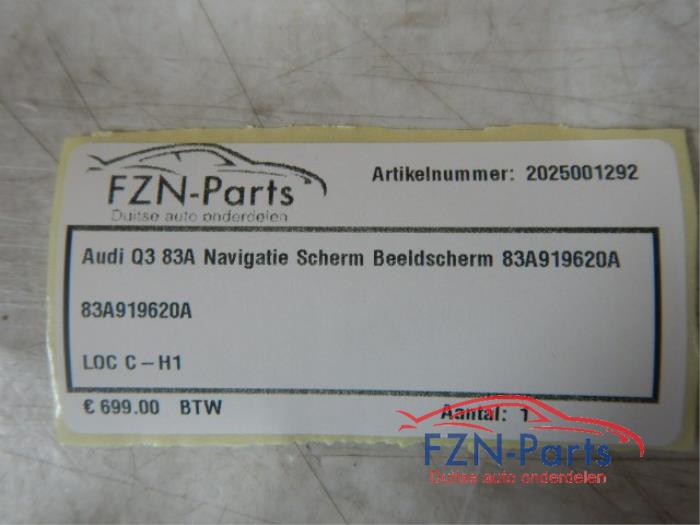 FZN-Parts
Duitse auto onderdelen
Artikelnummer: 2025001292
Audi Q3 83A Navigatie Scherm Beeldscherm 83A919620A
83A919620A
LOC C-H1
€ 699.00 BTW
Aantal: 1
FZN-Parts
Duitse auto onderdelen